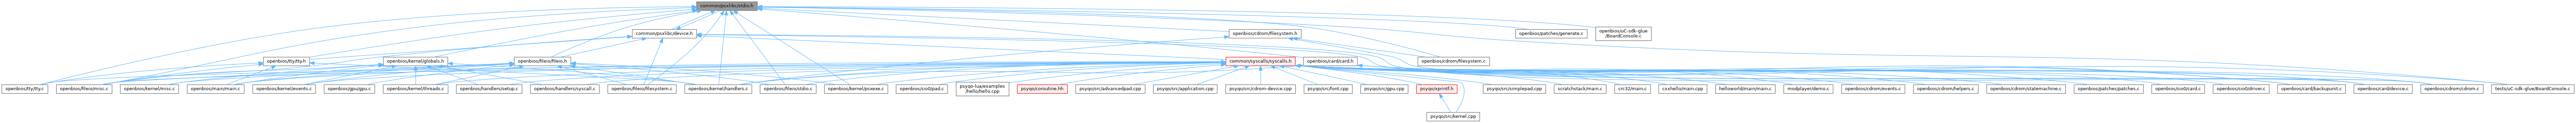 common/psxlibc/stdio.h
common/psxlibc/device.h
openbios/cdrom/filesystem.h
openbios/patches/generate.c
openbios/uC-sdk-glue
/BoardConsole.c
openbios/tty/tty.h
openbios/kernel/globals.h
openbios/fileio/fileio.h
common/syscalls/syscalls.h
openbios/card/card.h
openbios/cdrom/filesystem.c
openbios/tty/tty.c
openbios/fileio/misc.c
openbios/kernel/misc.c
openbios/main/main.c
openbios/kernel/events.c
openbios/gpu/gpu.c
openbios/kernel/threads.c
openbios/handlers/setup.c
openbios/handlers/syscall.c
openbios/fileio/filesystem.c
openbios/kernel/handlers.c
openbios/fileio/stdio.c
openbios/kernel/psxexe.c
openbios/sio0/pad.c
psyqo-lua/examples
/hello/hello.cpp
psyqo/coroutine.hh
psyqo/src/advancedpad.cpp
psyqo/src/application.cpp
psyqo/src/cdrom-device.cpp
psyqo/src/font.cpp
psyqo/src/gpu.cpp
psyqo/xprintf.h
psyqo/src/simplepad.cpp
scratchstack/main.c
crc32/main.c
cxxhello/main.cpp
helloworld/main/main.c
modplayer/demo.c
openbios/cdrom/events.c
openbios/cdrom/helpers.c
openbios/cdrom/statemachine.c
openbios/patches/patches.c
openbios/sio0/card.c
openbios/sio0/driver.c
openbios/card/backupunit.c
openbios/card/device.c
openbios/cdrom/cdrom.c
tests/uC-sdk-glue/BoardConsole.c
psyqo/src/kernel.cpp